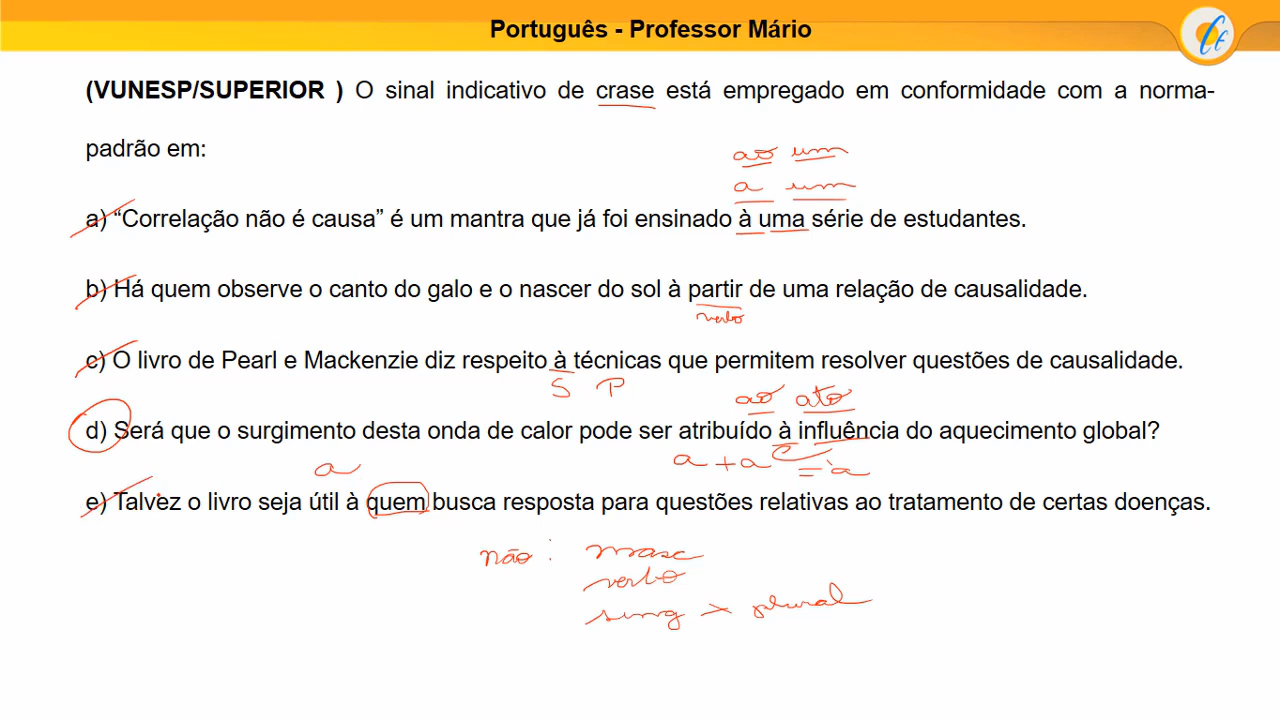 Português - Professor Mário
(VUNESP/SUPERIOR ) O sinal indicativo de crase está empregado em conformidade com a norma-
padrão em:
ao um
a um
a) “Correlação não é causa” é um mantra que já foi ensinado à uma série de estudantes.
b) Há quem observe o canto do galo e o nascer do sol à partir de uma relação de causalidade.
verbo
c) O livro de Pearl e Mackenzie diz respeito à técnicas que permitem resolver questões de causalidade.
S P
ao ato
d) Será que o surgimento desta onda de calor pode ser atribuído à influência do aquecimento global?
a + a = à
a
e) Talvez o livro seja útil à quem busca resposta para questões relativas ao tratamento de certas doenças.
não : masc
verbo
sing × plural